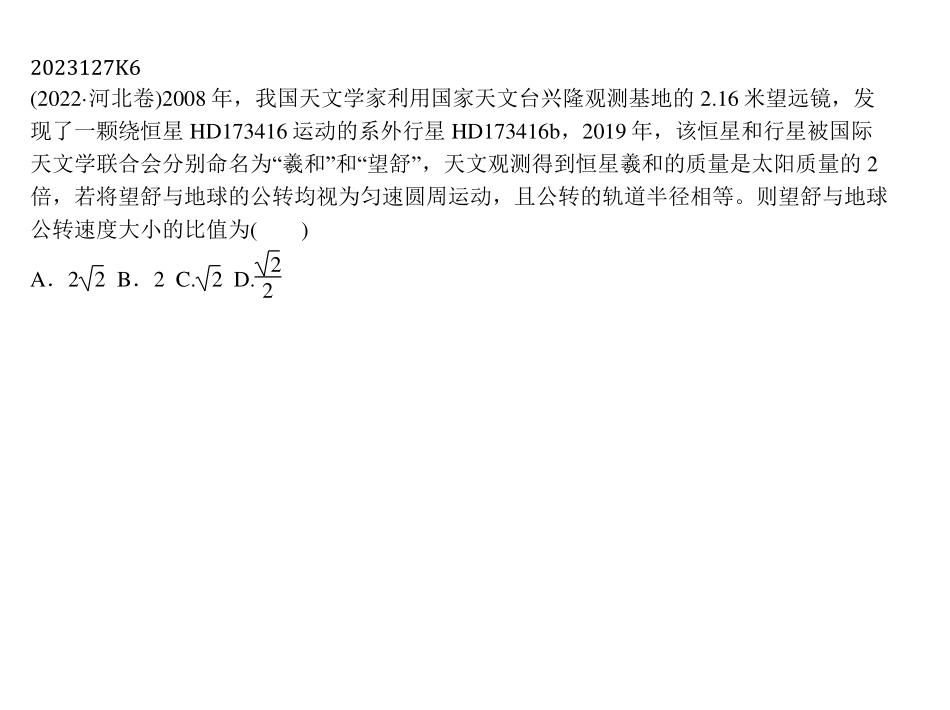 2023127K6
(2022·河北卷)2008 年，我国天文学家利用国家天文台兴隆观测基地的 2.16 米望远镜，发
现了一颗绕恒星 HD173416 运动的系外行星 HD173416b，2019 年，该恒星和行星被国际
天文学联合会分别命名为“羲和”和“望舒”，天文观测得到恒星羲和的质量是太阳质量的 2
倍，若将望舒与地球的公转均视为匀速圆周运动，且公转的轨道半径相等。则望舒与地球
公转速度大小的比值为(　　)
A．2√2 B．2 C.√2 D.√2/2